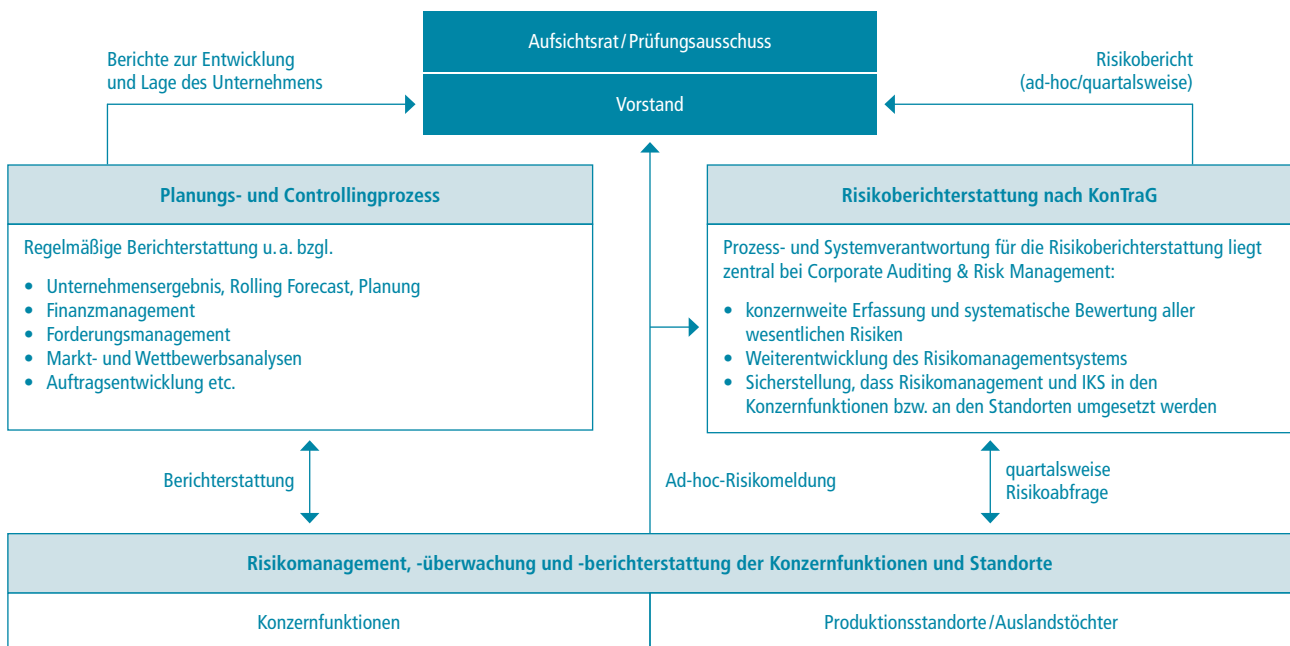 Aufsichtsrat/Prüfungsausschuss
Vorstand
Berichte zur Entwicklung
und Lage des Unternehmens
Risikobericht
(ad-hoc/quartalsweise)
Planungs- und Controllingprozess
Regelmäßige Berichterstattung u. a. bzgl.
• Unternehmensergebnis, Rolling Forecast, Planung
• Finanzmanagement
• Forderungsmanagement
• Markt- und Wettbewerbsanalysen
• Auftragsentwicklung etc.
Risikoberichterstattung nach KonTraG
Prozess- und Systemverantwortung für die Risikoberichterstattung liegt
zentral bei Corporate Auditing & Risk Management:
• konzernweite Erfassung und systematische Bewertung aller
wesentlichen Risiken
• Weiterentwicklung des Risikomanagementsystems
• Sicherstellung, dass Risikomanagement und IKS in den
Konzernfunktionen bzw. an den Standorten umgesetzt werden
Berichterstattung
Ad-hoc-Risikomeldung
quartalsweise
Risikoabfrage
Risikomanagement, -überwachung und -berichterstattung der Konzernfunktionen und Standorte
Konzernfunktionen
Produktionsstandorte/Auslandstöchter